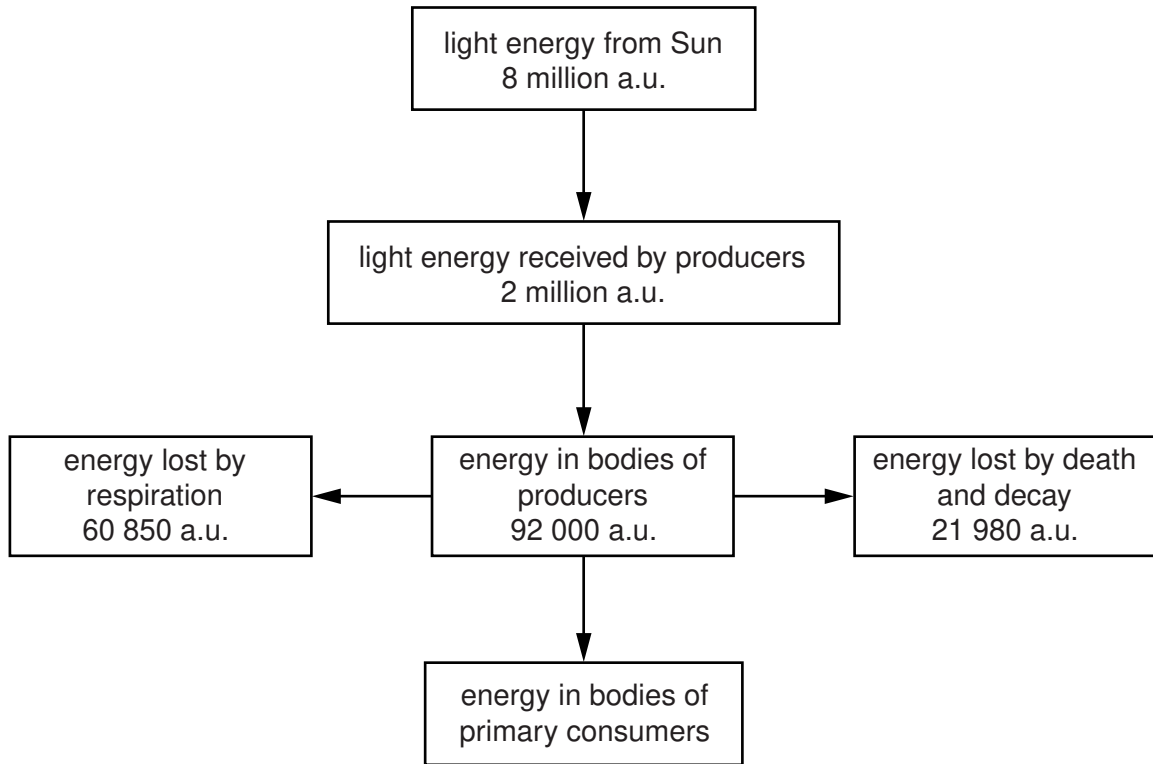 light energy from Sun
8 million a.u.
light energy received by producers
2 million a.u.
energy lost by
respiration
60 850 a.u.
energy in bodies of
producers
92 000 a.u.
energy lost by death
and decay
21 980 a.u.
energy in bodies of
primary consumers